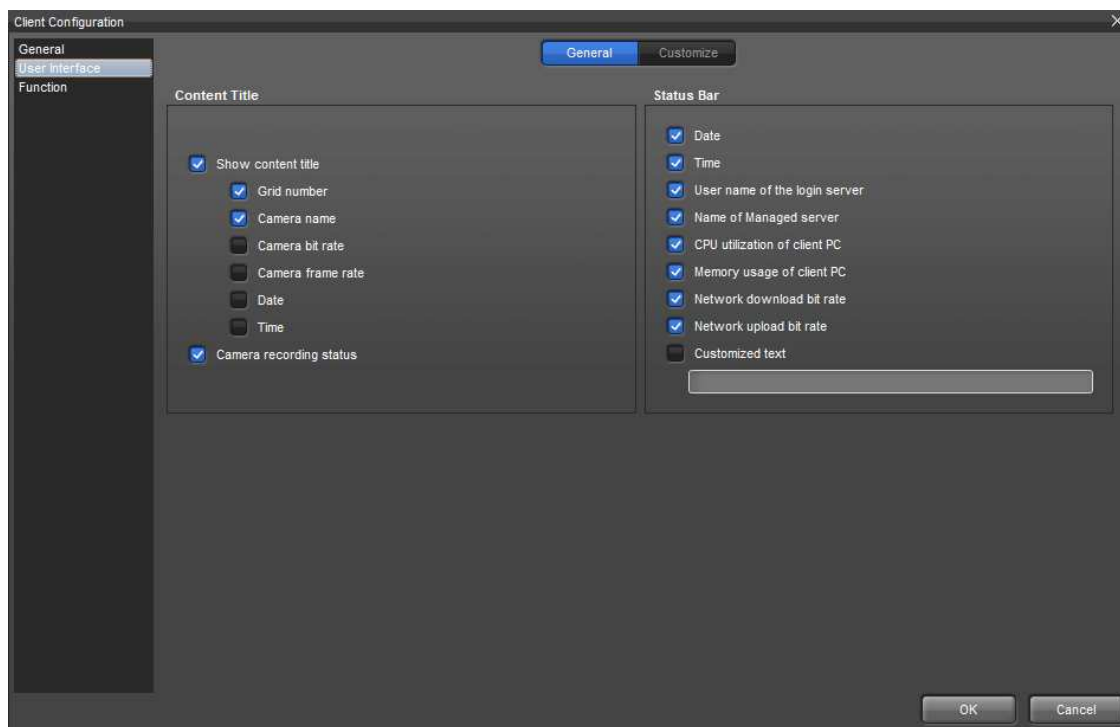 Client Configuration
General
User Interface
Function
General
Customize
Content Title
Show content title
Grid number
Camera name
Camera bit rate
Camera frame rate
Date
Time
Camera recording status
Status Bar
Date
Time
User name of the login server
Name of Managed server
CPU utilization of client PC
Memory usage of client PC
Network download bit rate
Network upload bit rate
Customized text
OK
Cancel